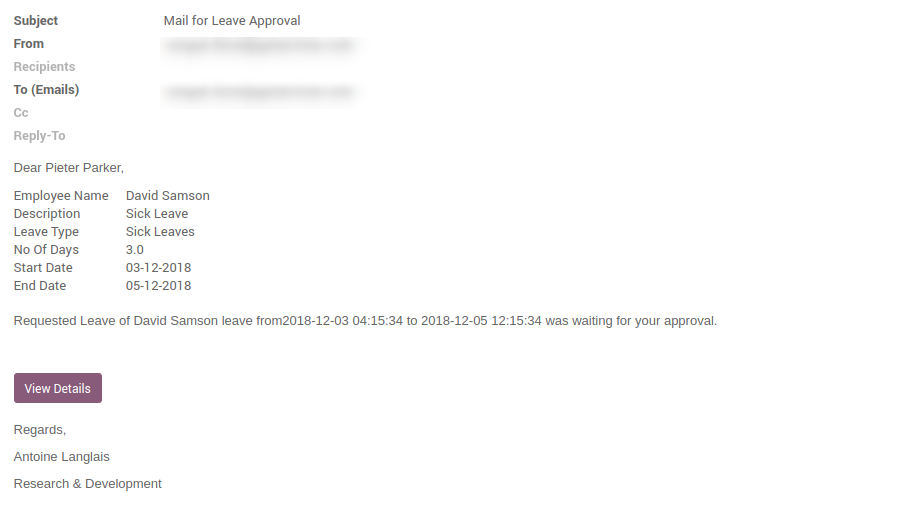 Subject Mail for Leave Approval
From
Recipients
To (Emails)
Cc
Reply-To
Dear Pieter Parker,
Employee Name David Samson
Description Sick Leave
Leave Type Sick Leaves
No Of Days 3.0
Start Date 03-12-2018
End Date 05-12-2018
Requested Leave of David Samson leave from2018-12-03 04:15:34 to 2018-12-05 12:15:34 was waiting for your approval.
View Details
Regards,
Antoine Langlais
Research & Development